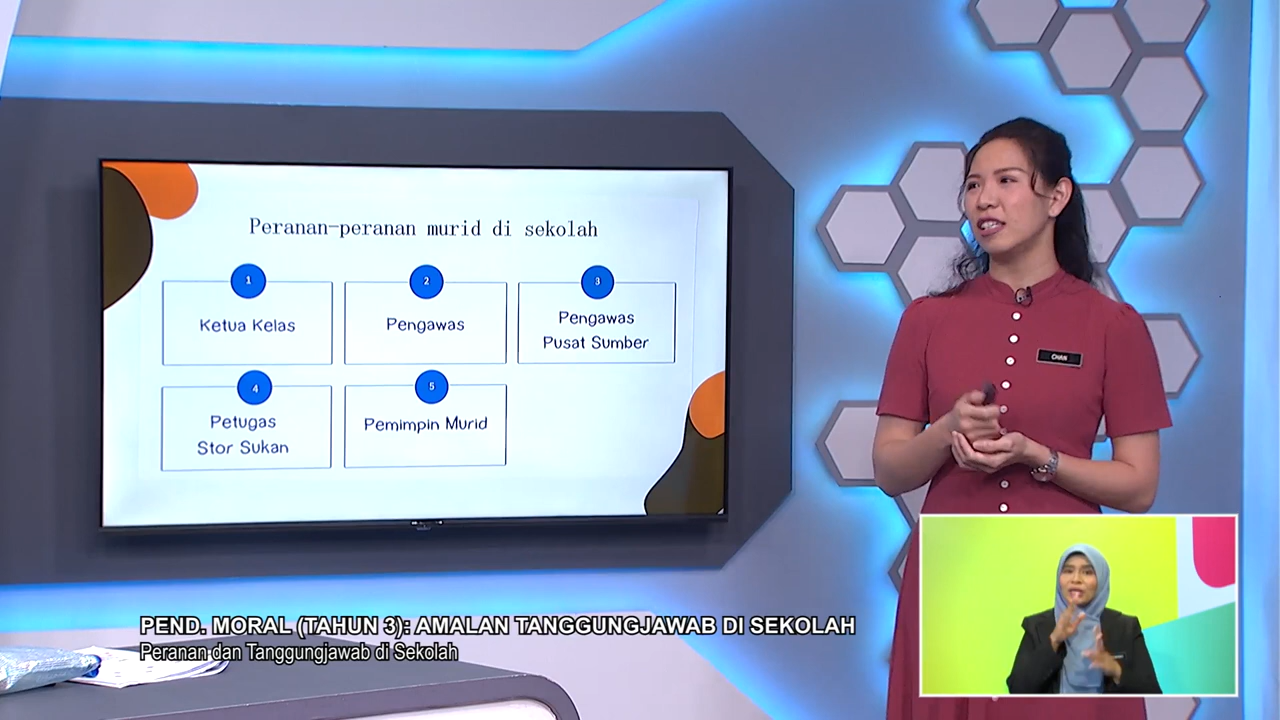 Peranan-peranan murid di sekolah
1
Ketua Kelas
2
Pengawas
3
Pengawas
Pusat Sumber
4
Petugas
Stor Sukan
5
Pemimpin Murid
CHAN
PEND. MORAL (TAHUN 3): AMALAN TANGGUNGJAWAB DI SEKOLAH
Peranan dan Tanggungjawab di Sekolah